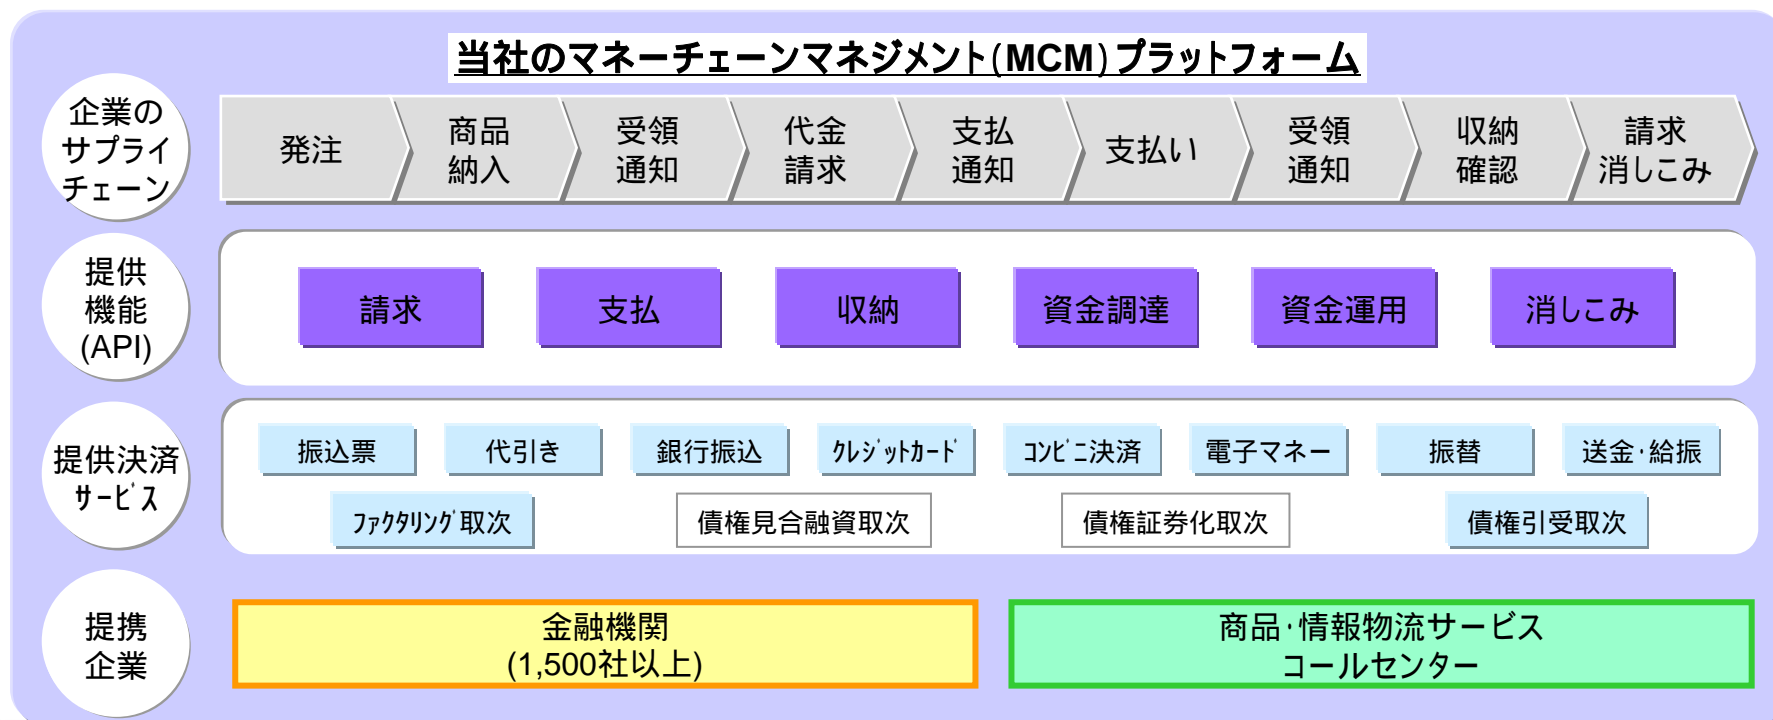 当社のマネーチェーンマネジメント(MCM)プラットフォーム
企業の
サプライ
チェーン
発注
商品
納入
受領
通知
代金
請求
支払
通知
支払い
受領
通知
収納
確認
請求
消しこみ
提供
機能
(API)
請求
支払
収納
資金調達
資金運用
消しこみ
提供決済
ｻｰﾋﾞｽ
振込票
代引き
銀行振込
ｸﾚｼﾞｯﾄｶｰﾄﾞ
ｺﾝﾋﾞﾆ決済
電子マネー
振替
送金･給振
ﾌｧｸﾀﾘﾝｸﾞ取次
債権見合融資取次
債権証券化取次
債権引受取次
提携
企業
金融機関
(1,500社以上)
商品･情報物流サービス
コールセンター